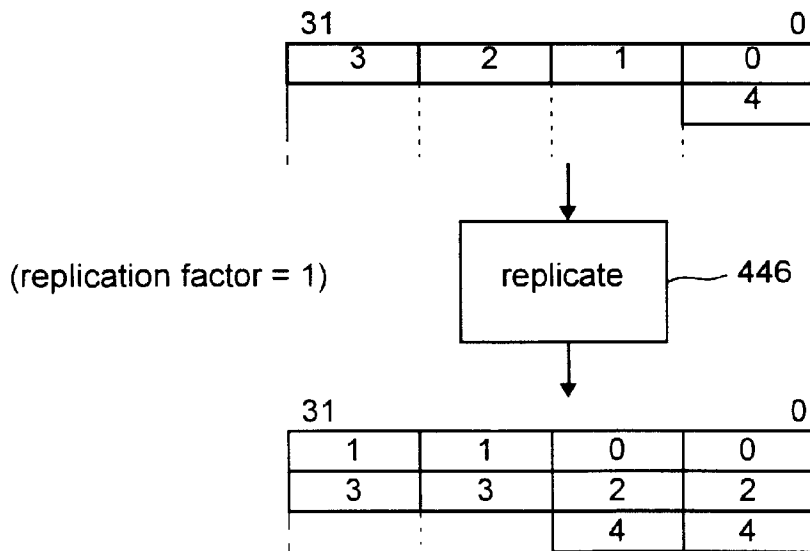 31 0
3 2 1 0
4
(replication factor = 1) replicate 446
31 0
1 1 0 0
3 3 2 2
4 4